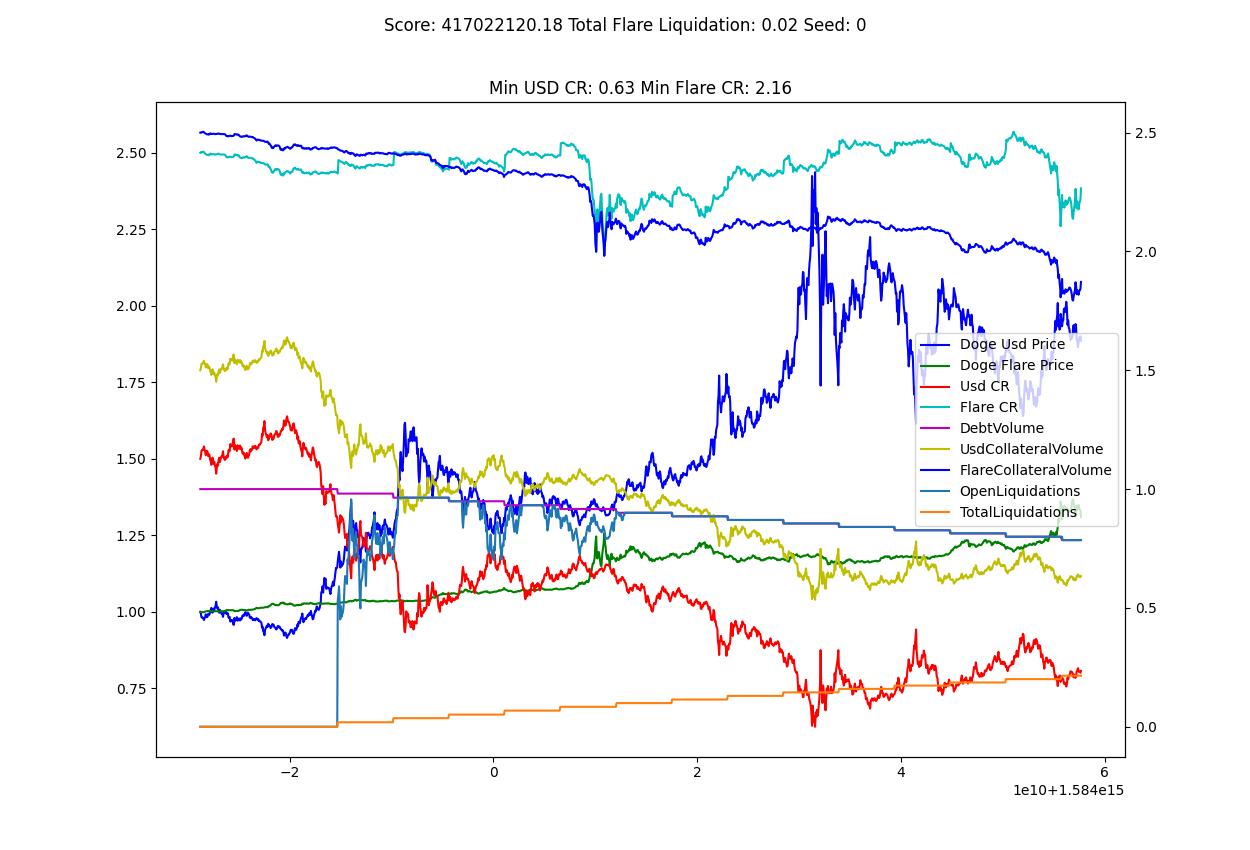 Score: 417022120.18 Total Flare Liquidation: 0.02 Seed: 0
Min USD CR: 0.63 Min Flare CR: 2.16
2.50
2.25
2.00
1.75
1.50
1.25
1.00
0.75
2.5
2.0
1.5
1.0
0.5
0.0
Doge Usd Price
Doge Flare Price
Usd CR
Flare CR
DebtVolume
UsdCollateralVolume
FlareCollateralVolume
OpenLiquidations
TotalLiquidations
−2 0 2 4 6
1e10+1.584e15